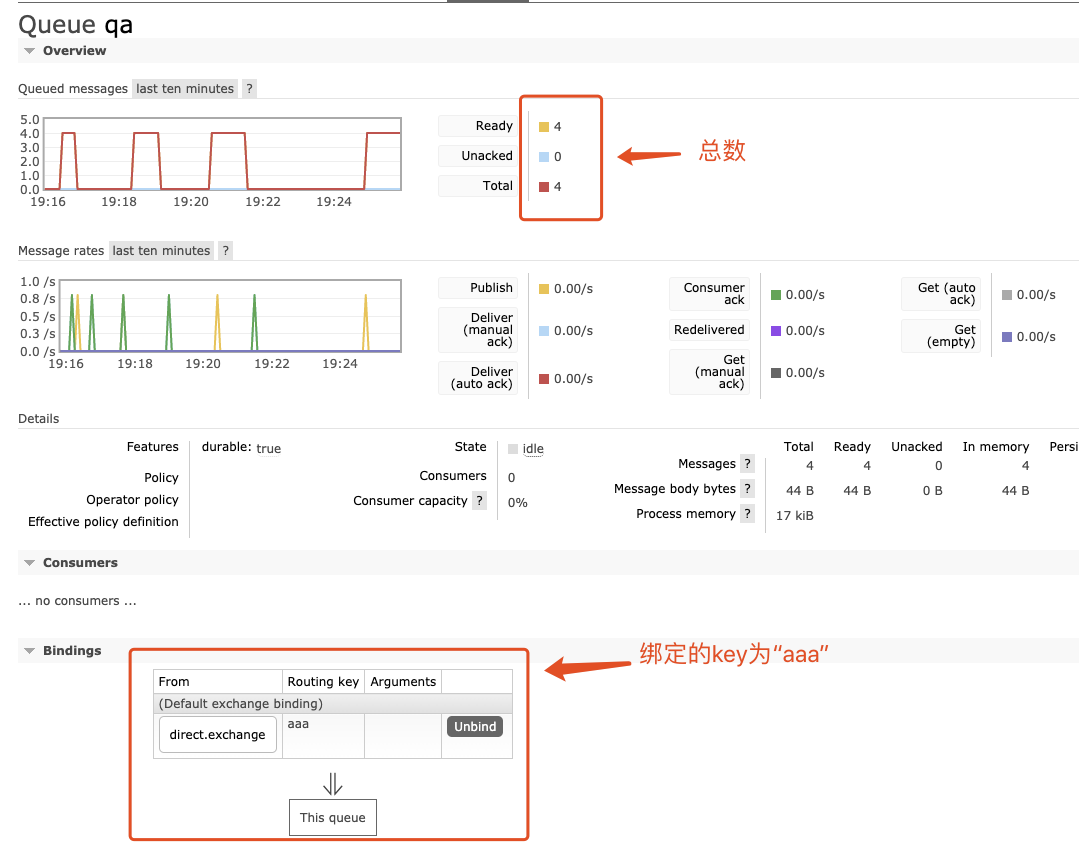 Queue qa
Overview
Queued messages last ten minutes ?
5.0
4.0
3.0
2.0
1.0
0.0
19:16 19:18 19:20 19:22 19:24
Ready 4
Unacked 0
Total 4
总数
Message rates last ten minutes ?
1.0 /s
0.8 /s
0.5 /s
0.3 /s
0.0 /s
19:16 19:18 19:20 19:22 19:24
Publish 0.00/s
Deliver
(manual
ack) 0.00/s
Deliver
(auto ack) 0.00/s
Consumer
ack 0.00/s
Redelivered 0.00/s
Get
(manual
ack) 0.00/s
Get (auto
ack) 0.00/s
Get
(empty) 0.00/s
Details
Features durable: true
Policy
Operator policy
Effective policy definition
State idle
Consumers 0
Consumer capacity ? 0%
Total Ready Unacked In memory Persi
Messages ? 4 4 0 4
Message body bytes ? 44 B 44 B 0 B 44 B
Process memory ? 17 kiB
Consumers
... no consumers ...
Bindings
绑定的key为“aaa”
From Routing key Arguments
(Default exchange binding)
direct.exchange aaa Unbind
This queue